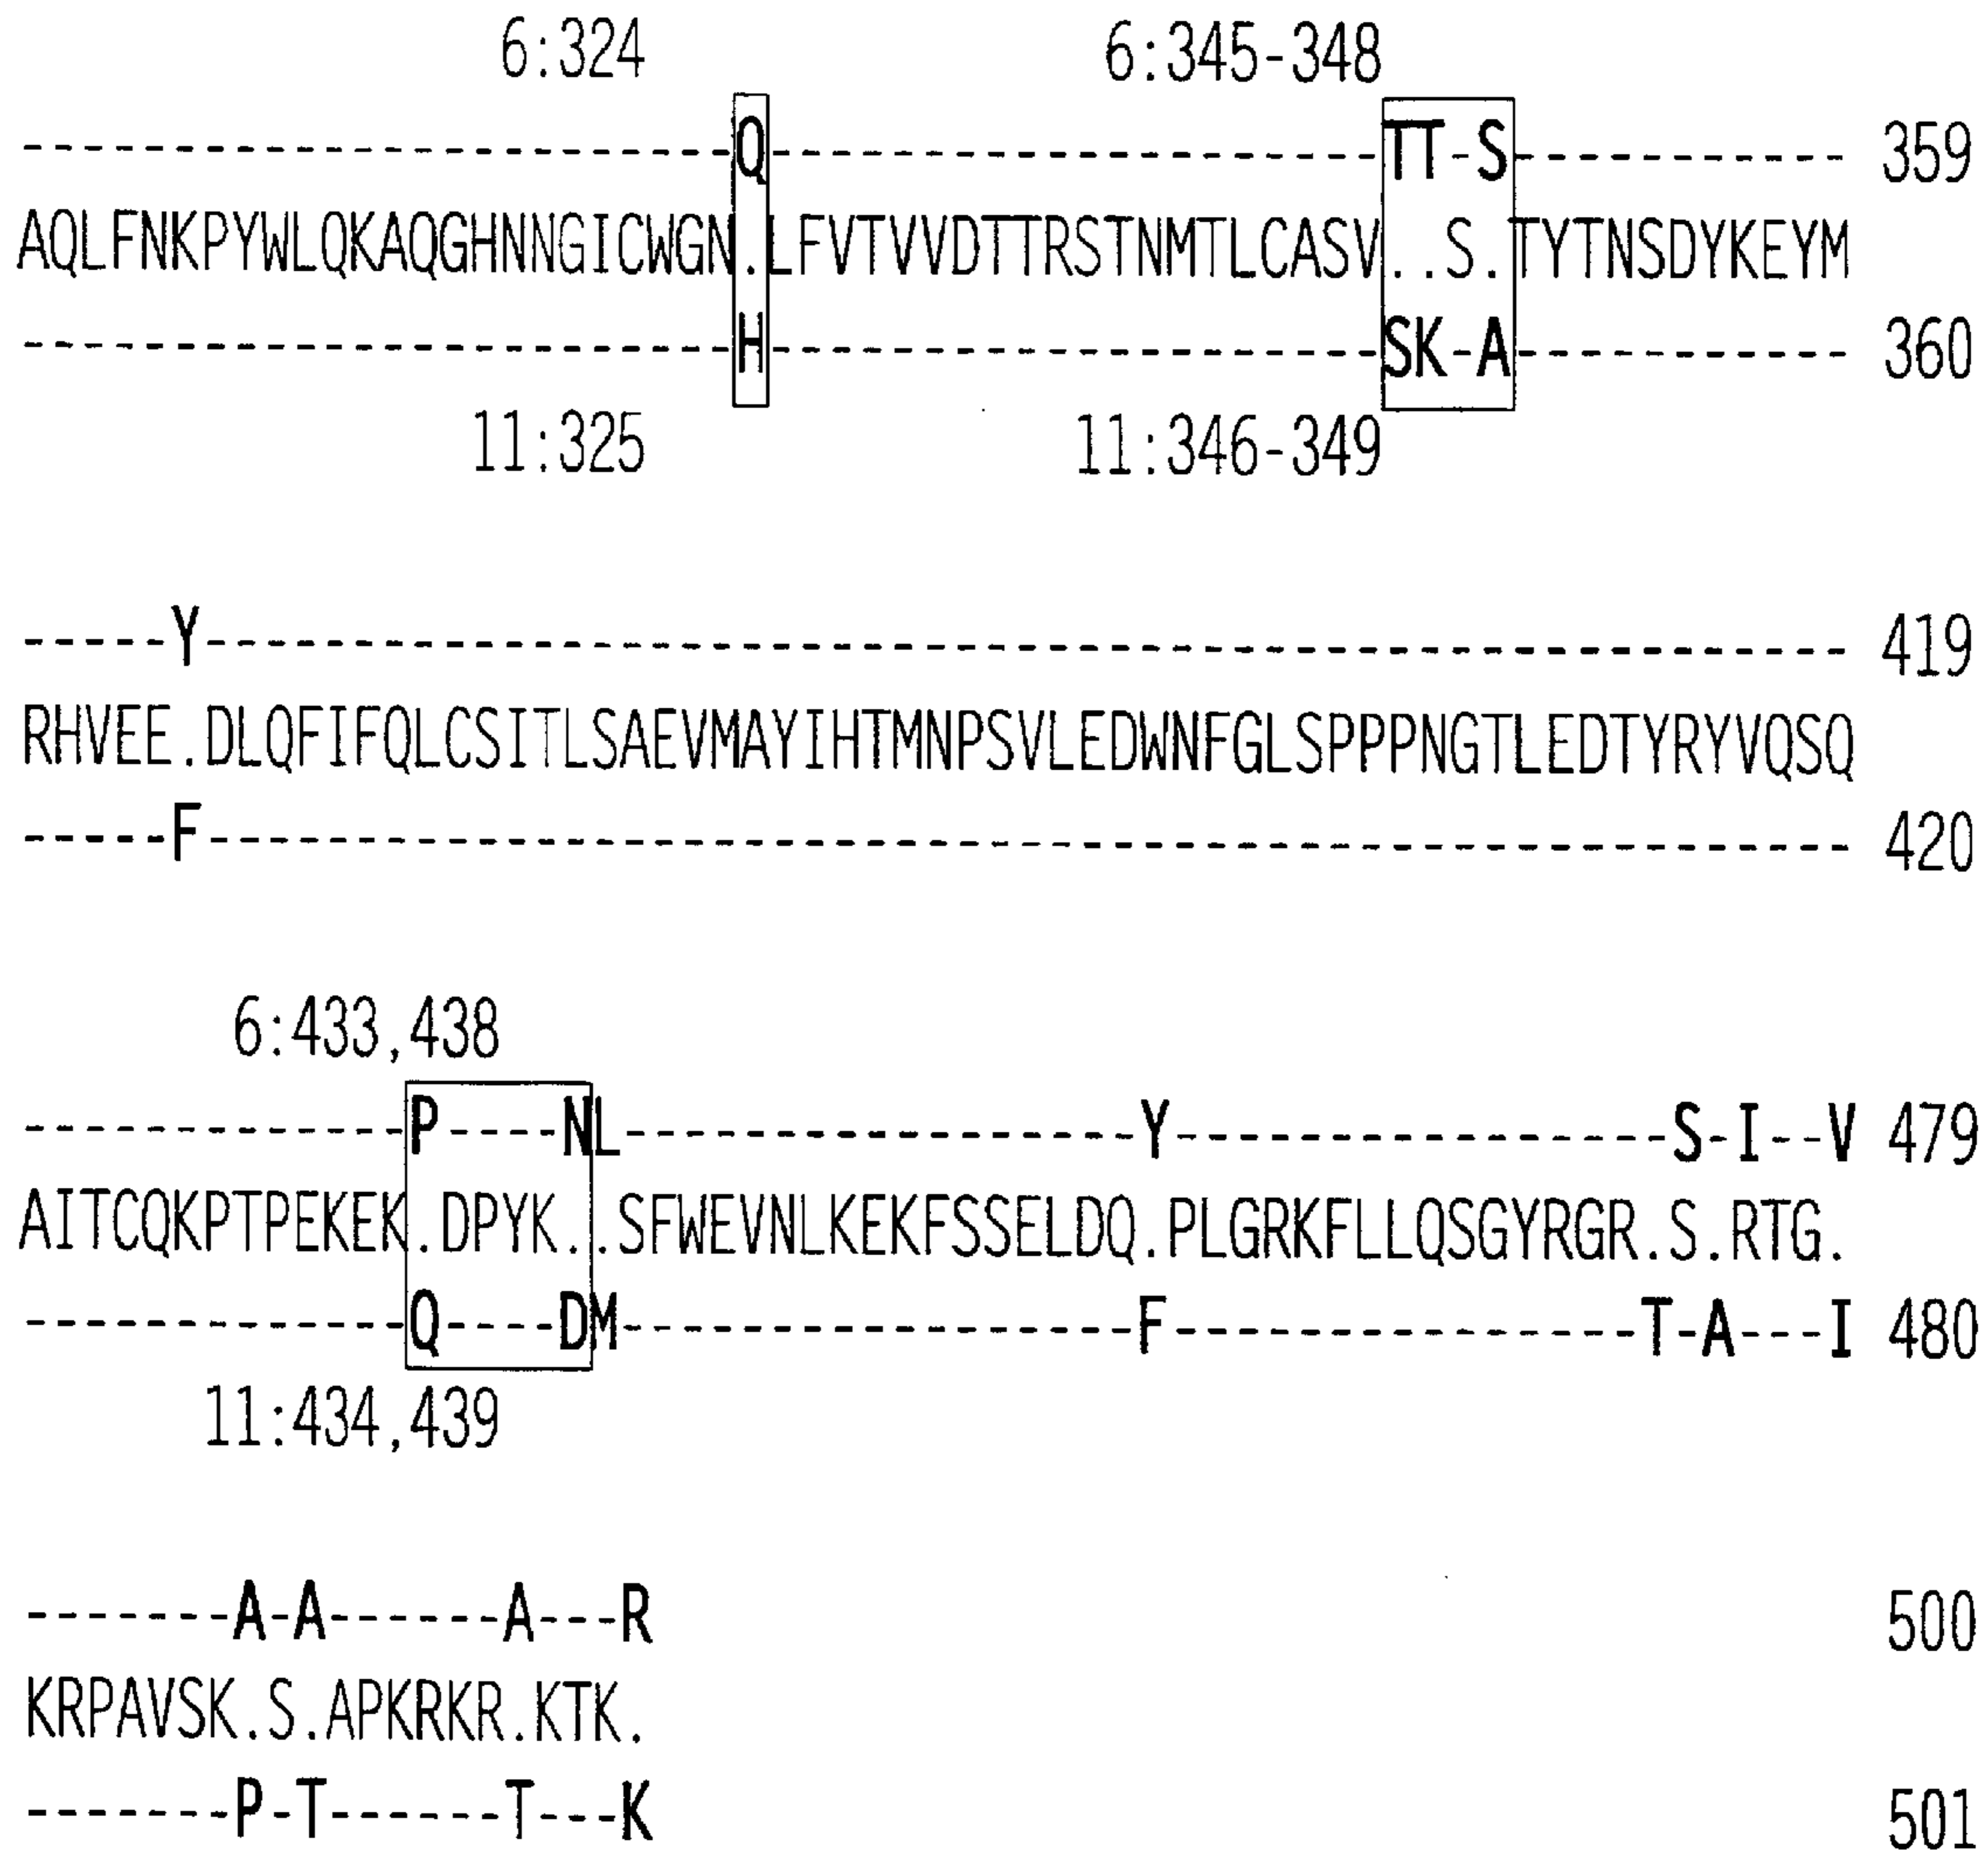 6:324 6:345-348
------------------------Q--------------------TT-S----------- 359
AQLFNKPYWLQKAQGHNNGICWGN.LFVTVVDTTRSTNMTLCASV..S.TYTNSDYKEYM
------------------------H--------------------SK-A----------- 360
11:325 11:346-349
-----Y------------------------------------------------------ 419
RHVEE.DLQFIFQLCSITLSAEVMAYIHTMNPSVLEDWNFGLSPPPNGTLEDTYRYVQSQ
-----F------------------------------------------------------ 420
6:433,438
-------------P----NL-----------------Y----------------S-I--V 479
AITCQKPTPEKEK.DPYK..SFWEVNLKEKFSSELDQ.PLGRKFLLQSGYRGR.S.RTG.
-------------Q----DM-----------------F---------------T-A---I 480
11:434,439
-------A-A------A---R 500
KRPAVSK.S.APKRKR.KTK.
-------P-T------T---K 501